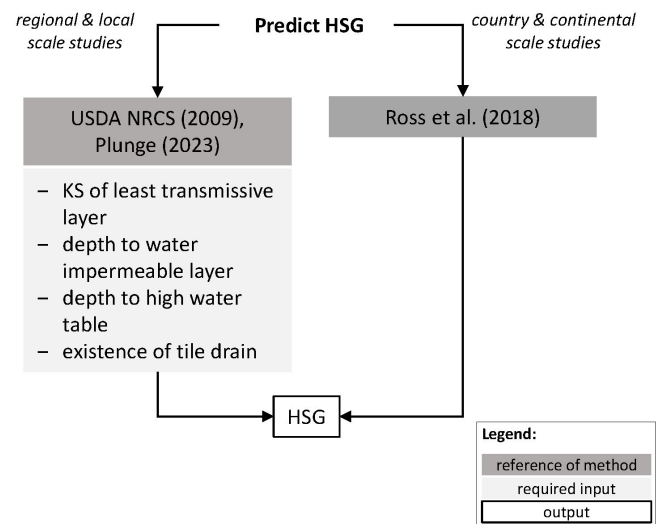 regional & local
scale studies
Predict HSG
country & continental
scale studies
USDA NRCS (2009),
Plunge (2023)
Ross et al. (2018)
– KS of least transmissive
layer
– depth to water
impermeable layer
– depth to high water
table
– existence of tile drain
HSG
Legend:
reference of method
required input
output